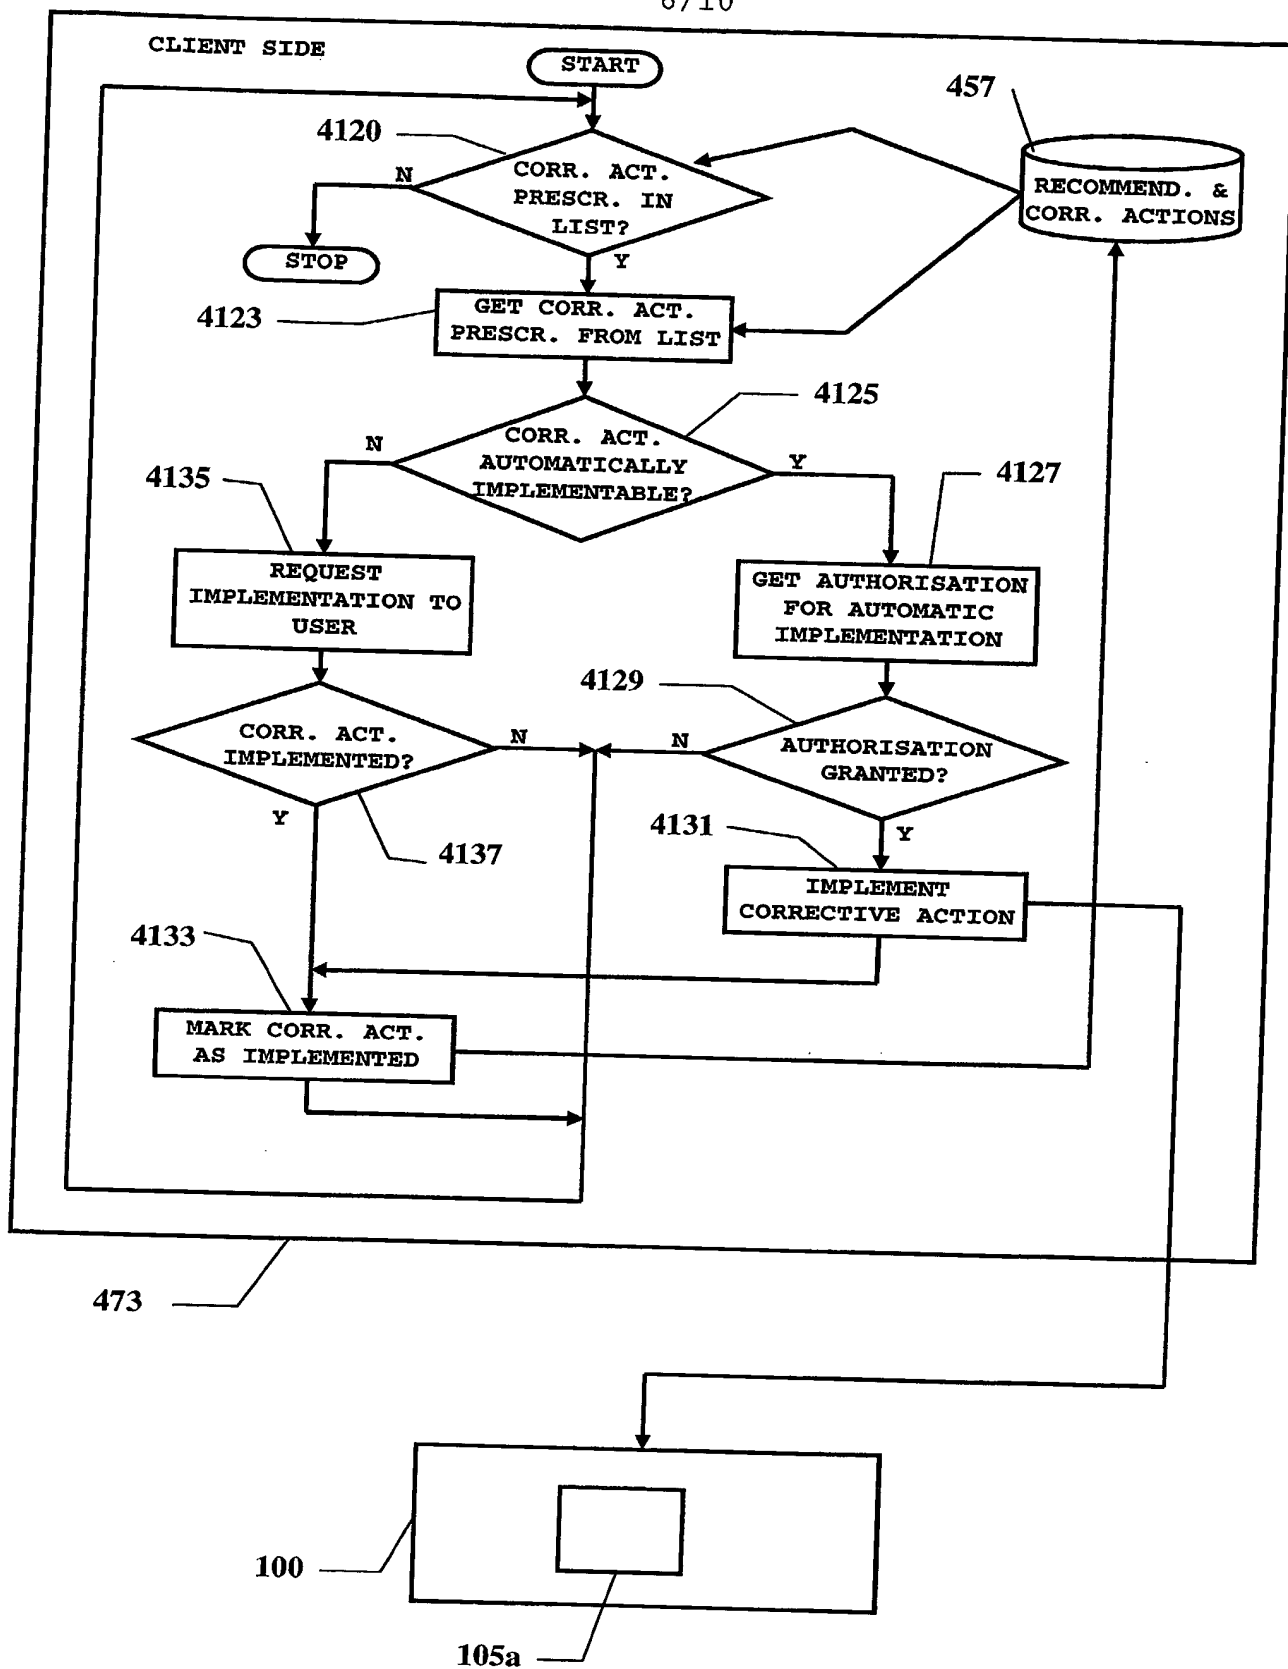 CLIENT SIDE
START
457
4120
CORR. ACT.
PRESCR. IN
LIST?
N
RECOMMEND. &
CORR. ACTIONS
STOP
Y
4123
GET CORR. ACT.
PRESCR. FROM LIST
4125
CORR. ACT.
AUTOMATICALLY
IMPLEMENTABLE?
N
Y
4135
4127
REQUEST
IMPLEMENTATION TO
USER
GET AUTHORISATION
FOR AUTOMATIC
IMPLEMENTATION
4129
CORR. ACT.
IMPLEMENTED?
N
N
AUTHORISATION
GRANTED?
Y
4137
4131
Y
IMPLEMENT
CORRECTIVE ACTION
4133
MARK CORR. ACT.
AS IMPLEMENTED
473
100
105a